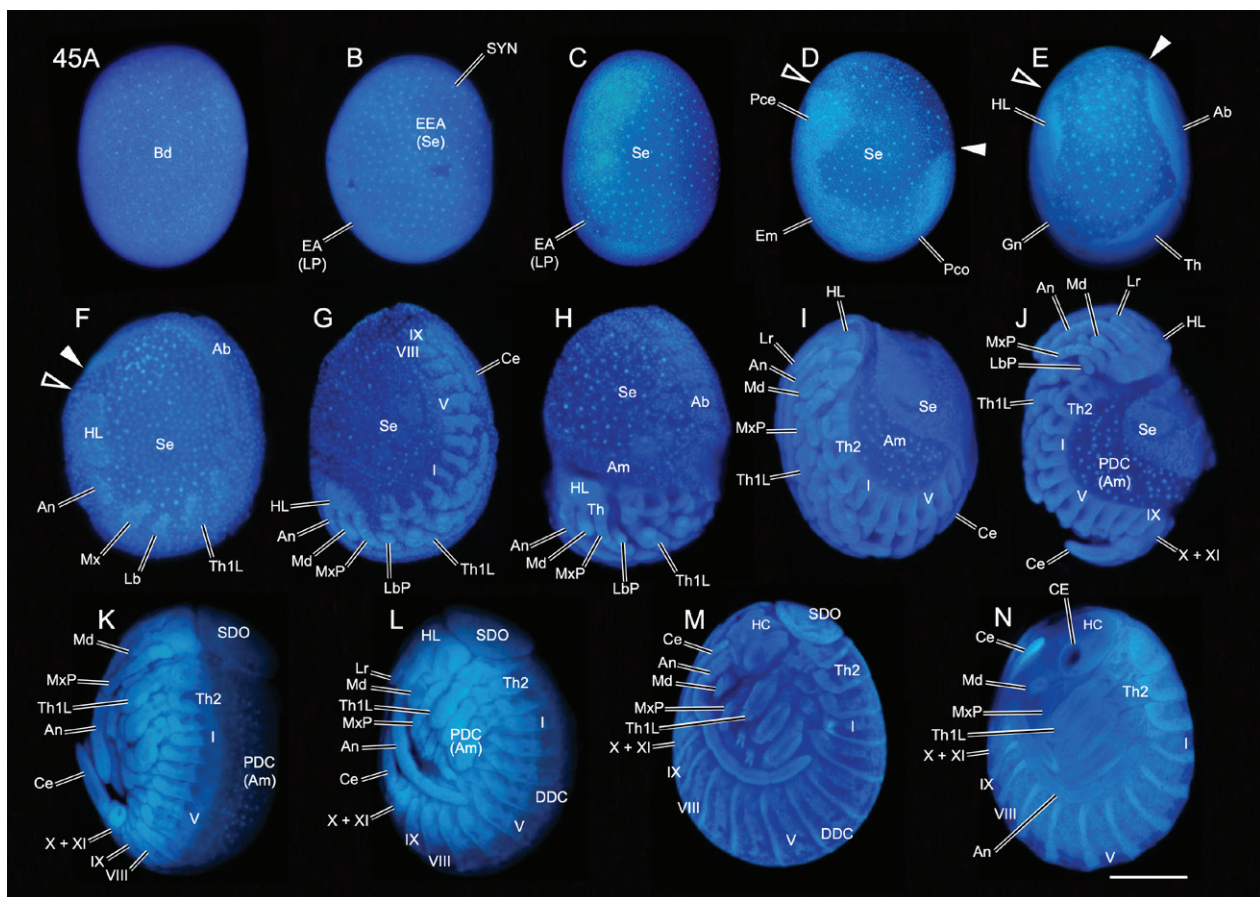 45A
Bd
B
SYN
EEA
(Se)
EA
(LP)
C
Se
EA
(LP)
D
Pce
Se
Em
Pco
E
HL
Ab
Gn
Th
F
Ab
HL
Se
An
Mx
Lb
Th1L
G
IX
VIII
Ce
V
Se
I
HL
An
Md
MxP
LbP
Th1L
H
Se
Ab
Am
HL
Th
An
Md
MxP
LbP
Th1L
I
HL
Lr
An
Md
Se
MxP
Th2
Am
Th1L
I
V
Ce
J
An
Md
Lr
MxP
HL
LbP
Th1L
Th2
Se
I
PDC
(Am)
V
IX
Ce
X + XI
K
SDO
Md
MxP
Th2
Th1L
An
I
PDC
(Am)
Ce
V
X + XI
IX
VIII
L
HL
SDO
Lr
Md
Th2
Th1L
MxP
PDC
(Am)
I
An
Ce
DDC
X + XI
V
IX
VIII
M
HC
SDO
Ce
An
Th2
Md
MxP
Th1L
I
X + XI
IX
VIII
V
DDC
N
CE
HC
Ce
Md
Th2
MxP
Th1L
I
X + XI
IX
VIII
An
V